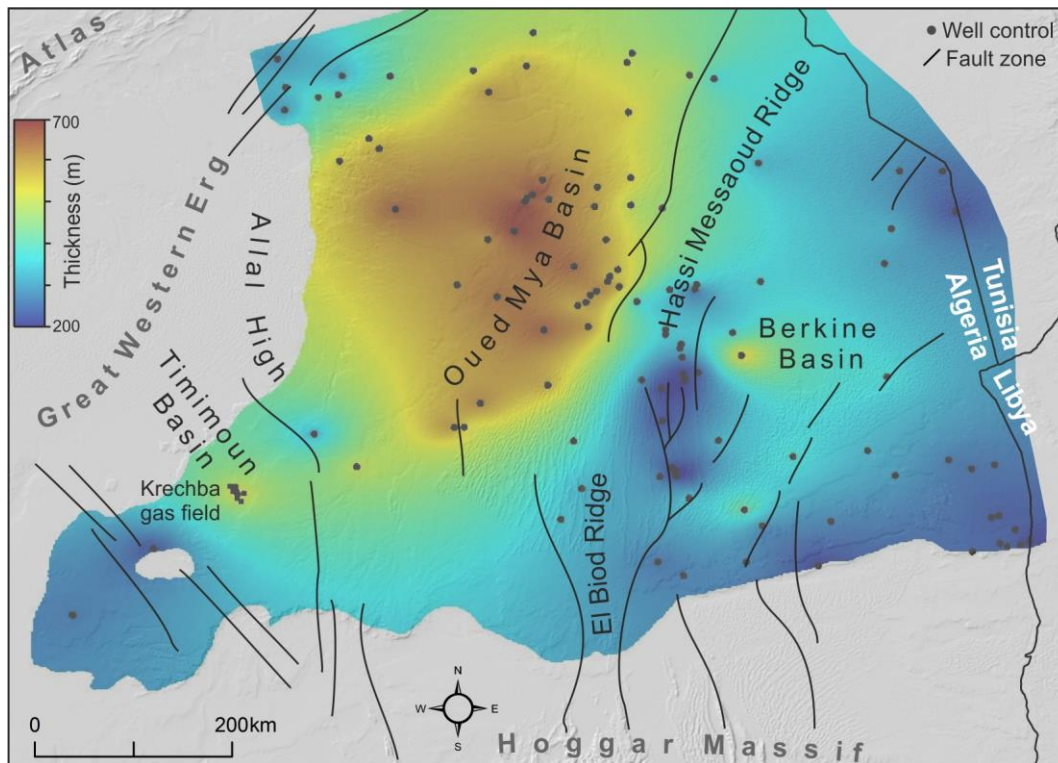 Atlas
Well control
Fault zone
700
Thickness (m)
200
Great Western Erg
Allal High
Oued Mya Basin
Hassi Messaoud Ridge
Berkine
Basin
Tunisia
Algeria
Libya
Timimoun
Basin
Krechba
gas field
El Biod Ridge
N
W
E
S
0
200km
Hoggar Massif